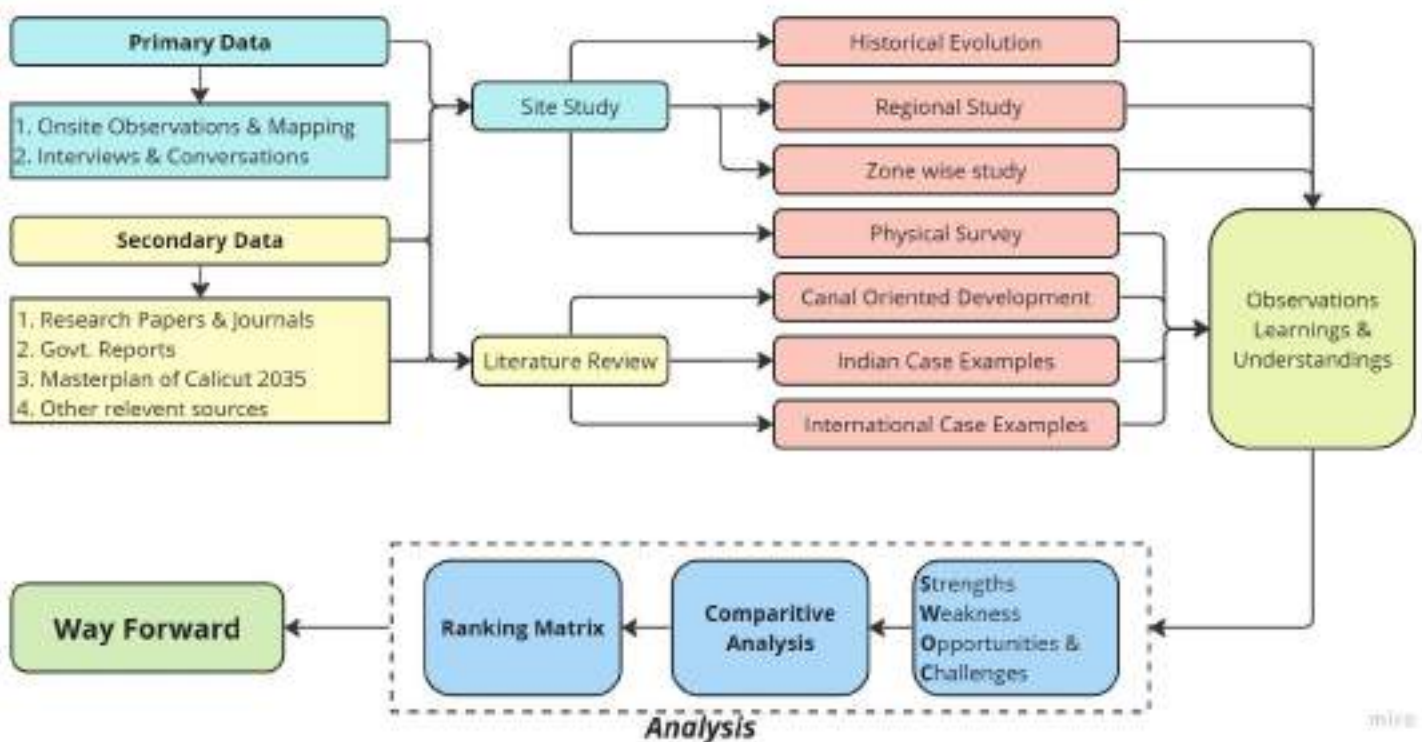 Primary Data
1. Onsite Observations & Mapping
2. Interviews & Conversations
Secondary Data
1. Research Papers & Journals
2. Govt. Reports
3. Masterplan of Calicut 2035
4. Other relevent sources
Site Study
Literature Review
Historical Evolution
Regional Study
Zone wise study
Physical Survey
Canal Oriented Development
Indian Case Examples
International Case Examples
Observations
Learnings &
Understandings
Strengths
Weakness
Opportunities &
Challenges
Comparitive
Analysis
Ranking Matrix
Analysis
Way Forward
miro